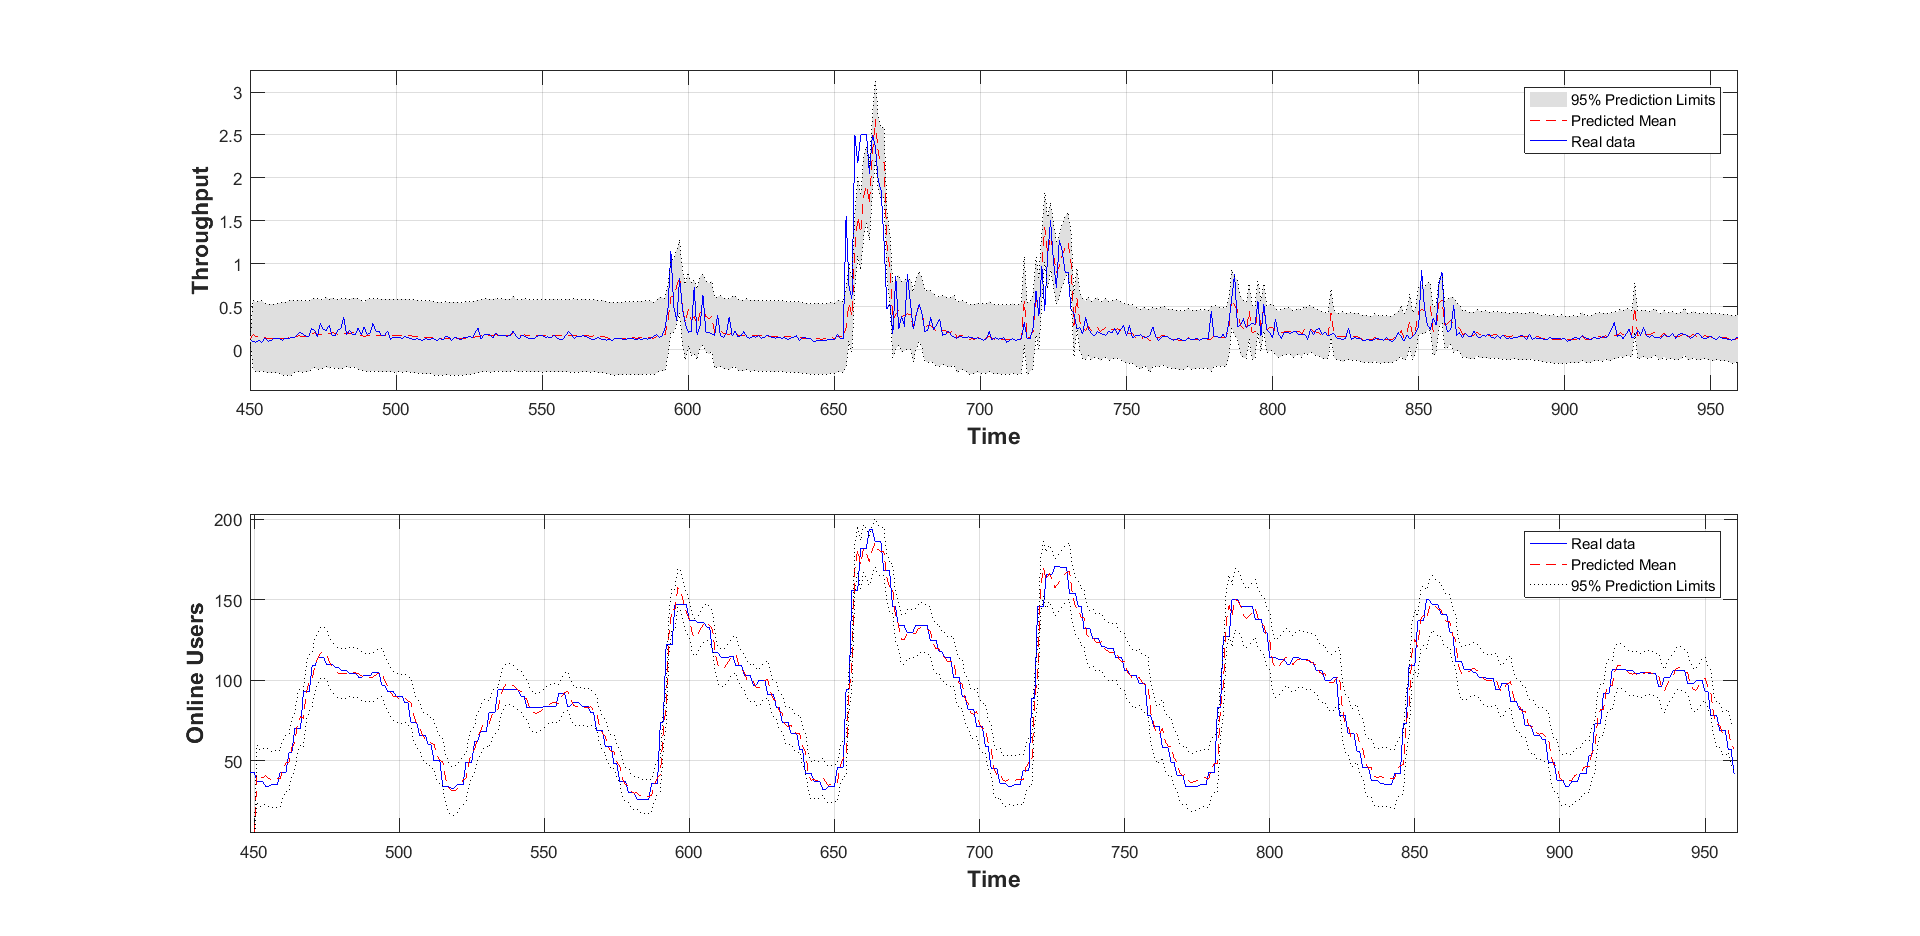 Throughput
3
2.5
2
1.5
1
0.5
0
95% Prediction Limits
Predicted Mean
Real data
450 500 550 600 650 700 750 800 850 900 950
Time
Online Users
200
150
100
50
Real data
Predicted Mean
95% Prediction Limits
450 500 550 600 650 700 750 800 850 900 950
Time